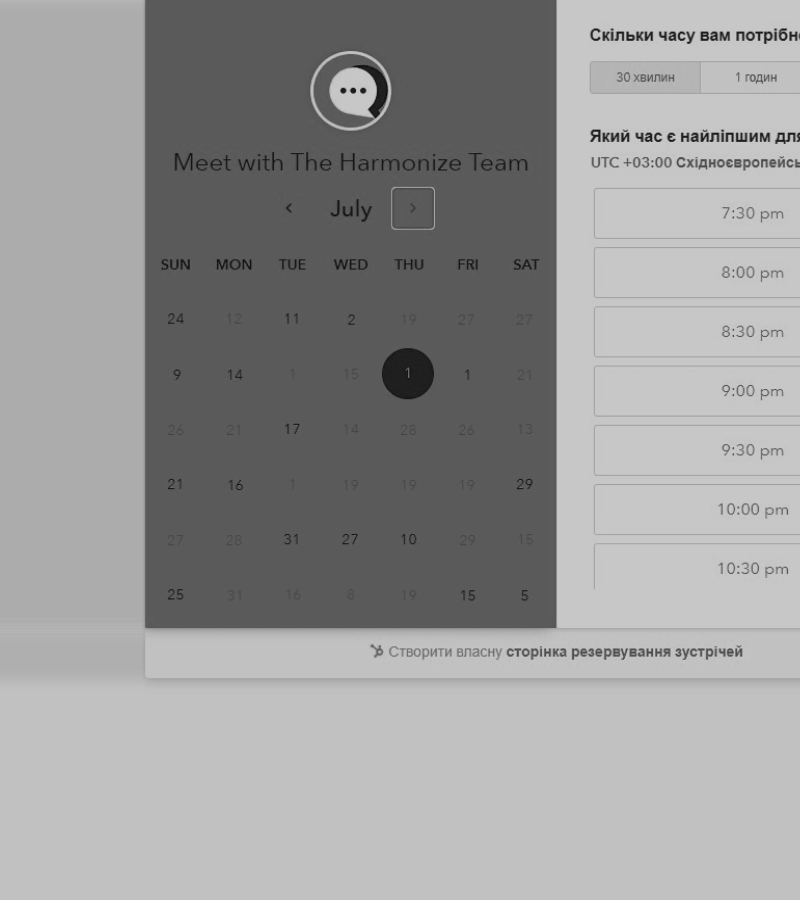 Meet with The Harmonize Team
July
SUN MON TUE WED THU FRI SAT
24 12 11 2 19 27 27
9 14 1 15 1 1 21
26 21 17 14 28 26 13
21 16 1 19 19 19 29
27 28 31 27 10 29 15
25 31 16 8 19 15 5
Скільки часу вам потрібн
30 хвилин 1 годин
Який час є найліпшим для
UTC +03:00 Східноєвропейсь
7:30 pm
8:00 pm
8:30 pm
9:00 pm
9:30 pm
10:00 pm
10:30 pm
Створити власну сторінка резервування зустрічей